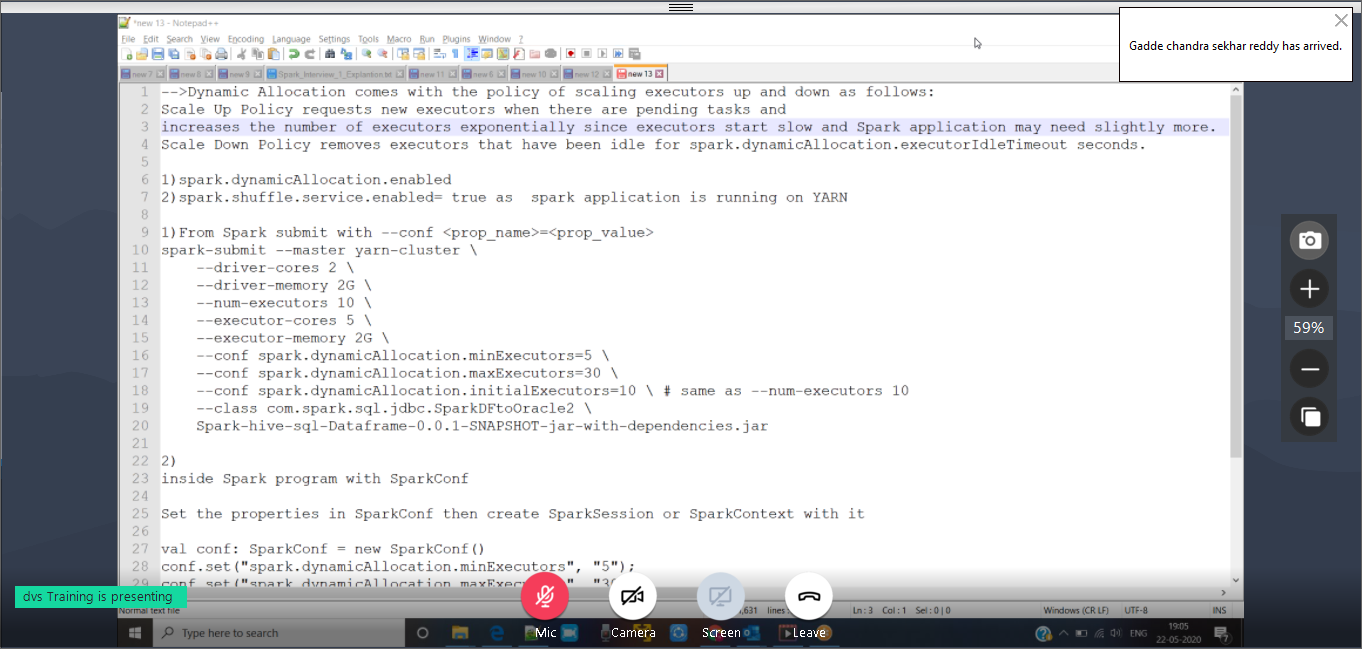 *new 13 - Notepad++
Gadde chandra sekhar reddy has arrived.
File Edit Search View Encoding Language Settings Tools Macro Run Plugins Window ?
new 7 new 8 new 9 Spark_Interview_1_Explantion.txt new 11 new 6 new 10 new 12 new 13
1 -->Dynamic Allocation comes with the policy of scaling executors up and down as follows:
2 Scale Up Policy requests new executors when there are pending tasks and
3 increases the number of executors exponentially since executors start slow and Spark application may need slightly more.
4 Scale Down Policy removes executors that have been idle for spark.dynamicAllocation.executorIdleTimeout seconds.
5
6 1)spark.dynamicAllocation.enabled
7 2)spark.shuffle.service.enabled= true as  spark application is running on YARN
8
9 1)From Spark submit with --conf <prop_name>=<prop_value>
10 spark-submit --master yarn-cluster \
11 --driver-cores 2 \
12 --driver-memory 2G \
13 --num-executors 10 \
14 --executor-cores 5 \
15 --executor-memory 2G \
16 --conf spark.dynamicAllocation.minExecutors=5 \
17 --conf spark.dynamicAllocation.maxExecutors=30 \
18 --conf spark.dynamicAllocation.initialExecutors=10 \ # same as --num-executors 10
19 --class com.spark.sql.jdbc.SparkDFtoOracle2 \
20 Spark-hive-sql-Dataframe-0.0.1-SNAPSHOT-jar-with-dependencies.jar
21
22 2)
23 inside Spark program with SparkConf
24
25 Set the properties in SparkConf then create SparkSession or SparkContext with it
26
27 val conf: SparkConf = new SparkConf()
28 conf.set("spark.dynamicAllocation.minExecutors", "5");
29 conf.set("spark.dynamicAllocation.maxExecutors", "30
59%
dvs Training is presenting
Normal text file ,631 lines Ln : 3 Col : 1 Sel : 0 | 0 Windows (CR LF) UTF-8 INS
Mic Camera Screen Leave
Type here to search
ENG 19:05
22-05-2020
7